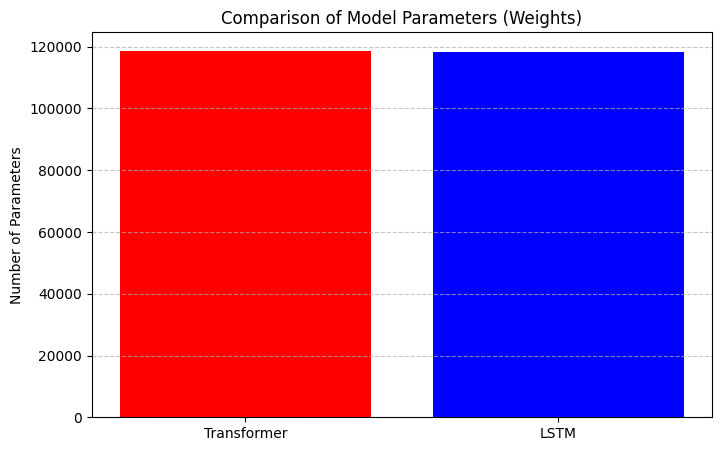 Comparison of Model Parameters (Weights)
Number of Parameters
120000
100000
80000
60000
40000
20000
0
Transformer
LSTM